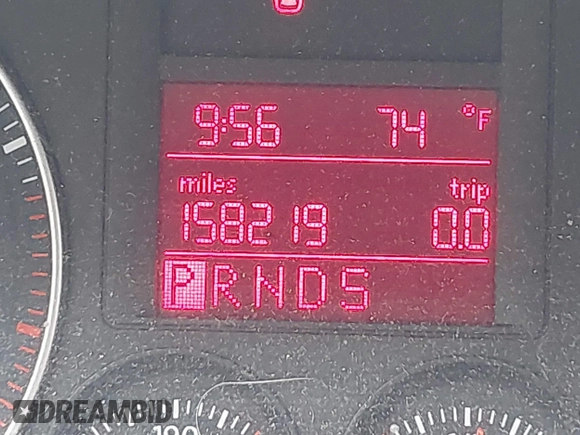 9:56 74 °F
miles trip
158219 0.0
PRNDS
DREAMBID